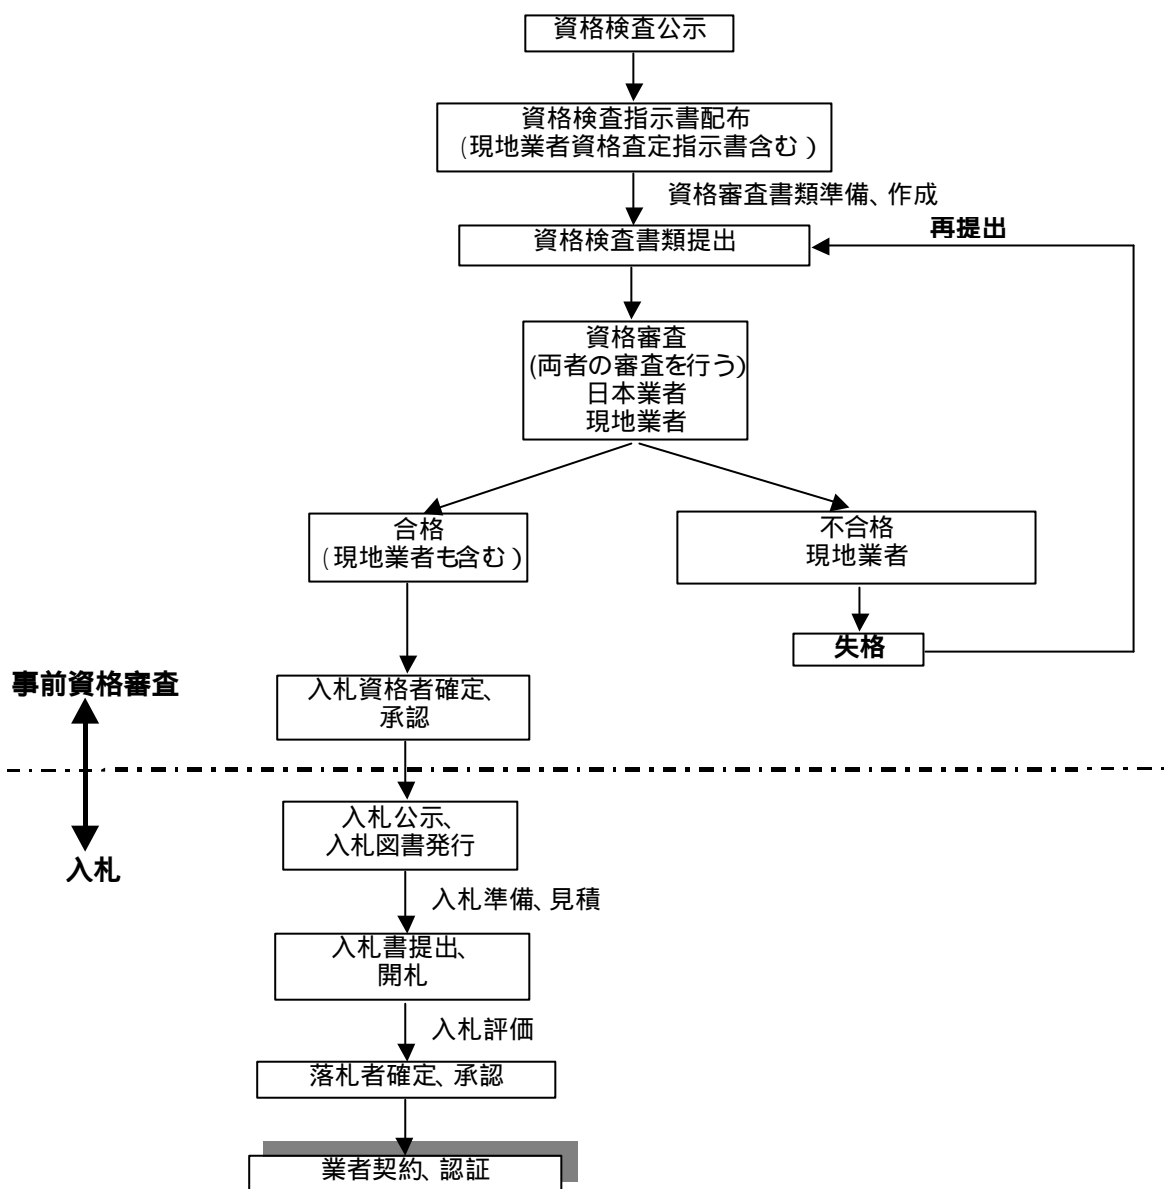 資格検査公示
資格検査指示書配布
(現地業者資格査定指示書含む)
資格審査書類準備、作成
資格検査書類提出
再提出
資格審査
(両者の審査を行う)
日本業者
現地業者
合格
(現地業者も含む)
不合格
現地業者
失格
事前資格審査
入札資格者確定、
承認
入札公示、
入札図書発行
入札
入札準備、見積
入札書提出、
開札
入札評価
落札者確定、承認
業者契約、認証